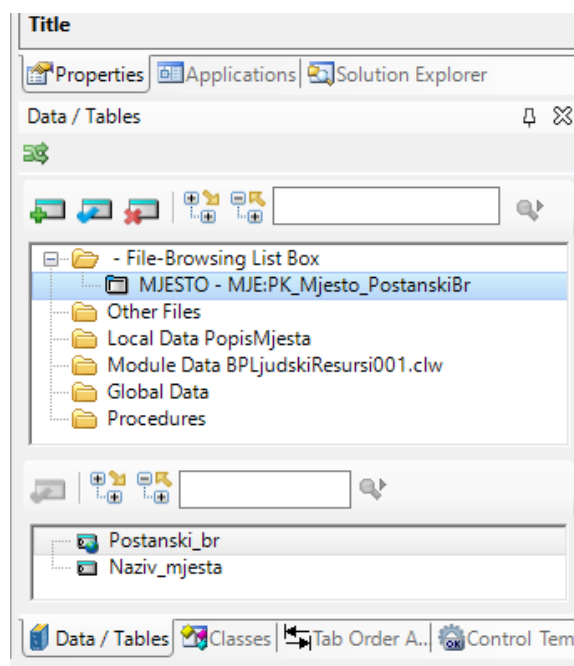 Title
Properties Applications Solution Explorer
Data / Tables
- File-Browsing List Box
MJESTO - MJE:PK_Mjesto_PostanskiBr
Other Files
Local Data PopisMjesta
Module Data BPLjudskiResursi001.clw
Global Data
Procedures
Postanski_br
Naziv_mjesta
Data / Tables Classes Tab Order A.. Control Tem